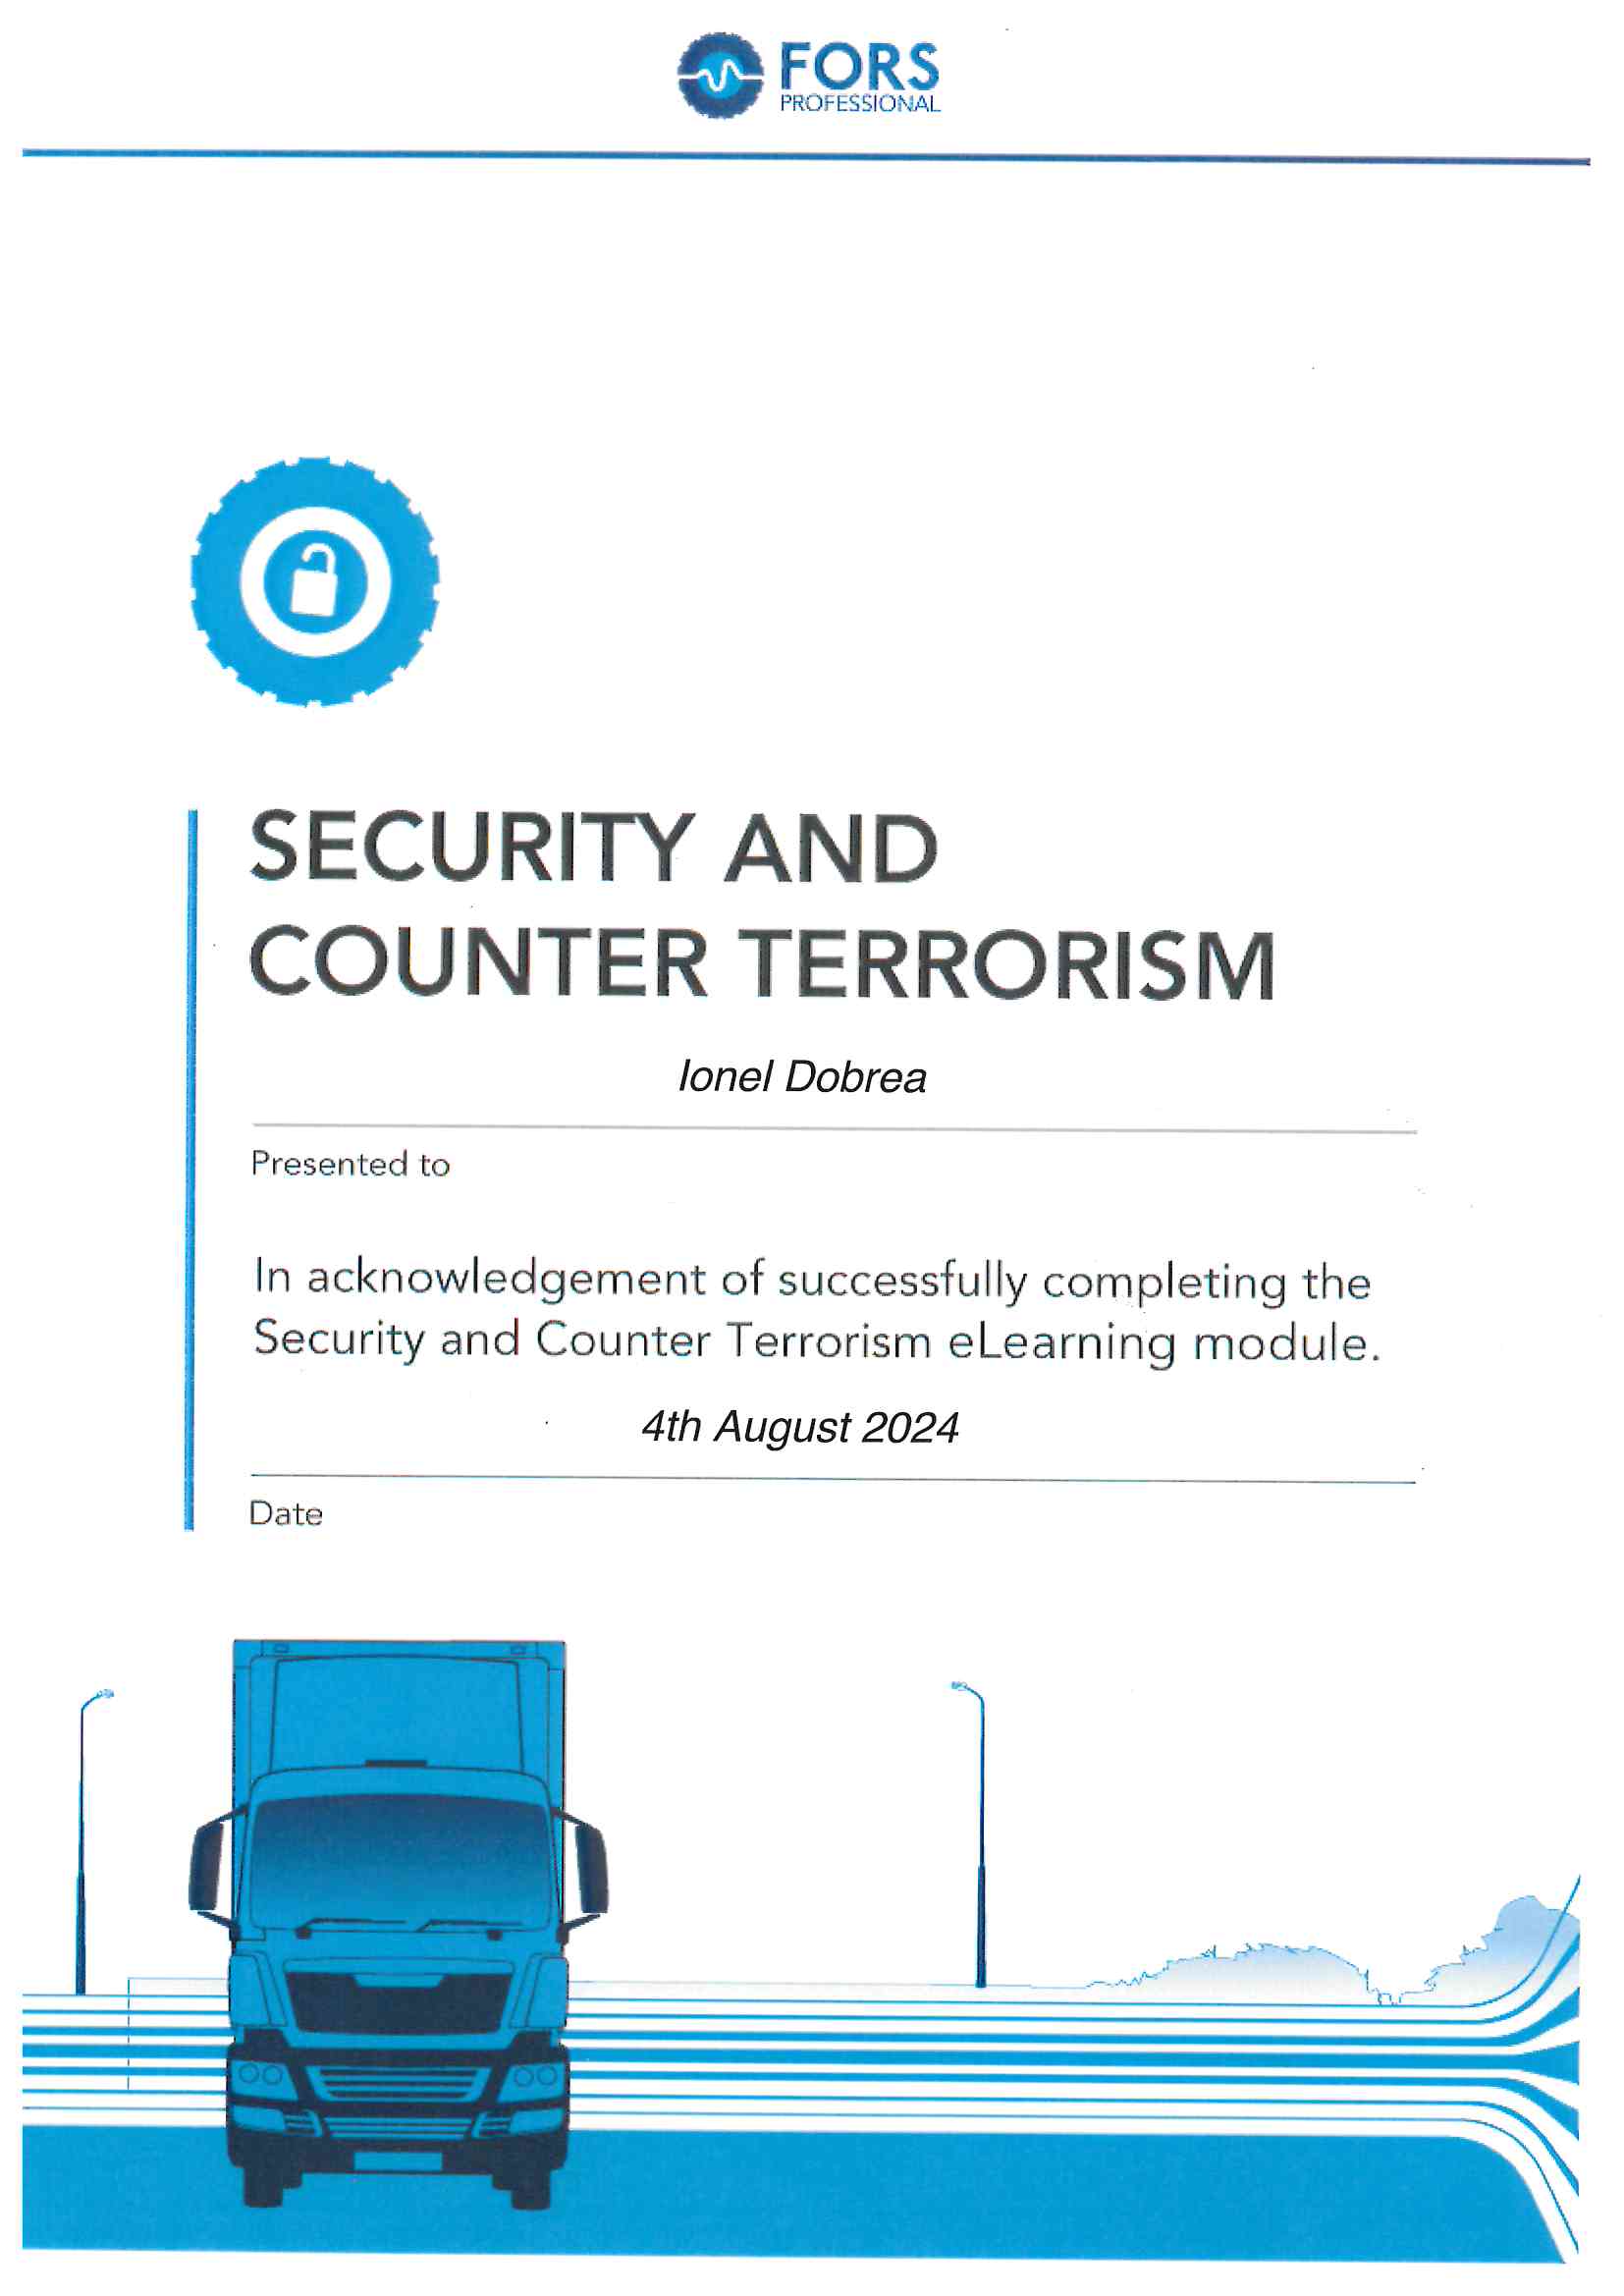 FORS
PROFESSIONAL
SECURITY AND
COUNTER TERRORISM
Ionel Dobrea
Presented to
In acknowledgement of successfully completing the
Security and Counter Terrorism eLearning module.
4th August 2024
Date